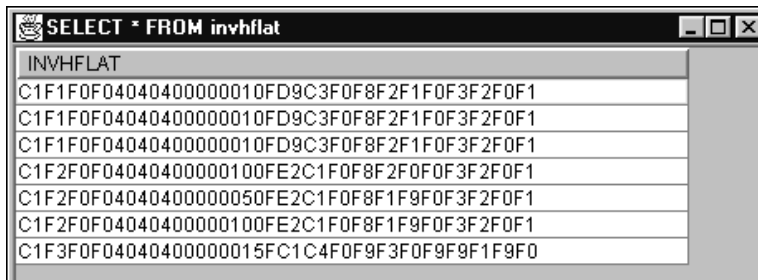 SELECT * FROM invhflat
INVHFLAT
C1F1F0F04040400000010FD9C3F0F8F2F1F0F3F2F0F1
C1F1F0F04040400000010FD9C3F0F8F2F1F0F3F2F0F1
C1F1F0F04040400000010FD9C3F0F8F2F1F0F3F2F0F1
C1F2F0F04040400000100FE2C1F0F8F2F0F0F3F2F0F1
C1F2F0F04040400000050FE2C1F0F8F1F9F0F3F2F0F1
C1F2F0F04040400000100FE2C1F0F8F1F9F0F3F2F0F1
C1F3F0F04040400000015FC1C4F0F9F3F0F9F9F1F9F0